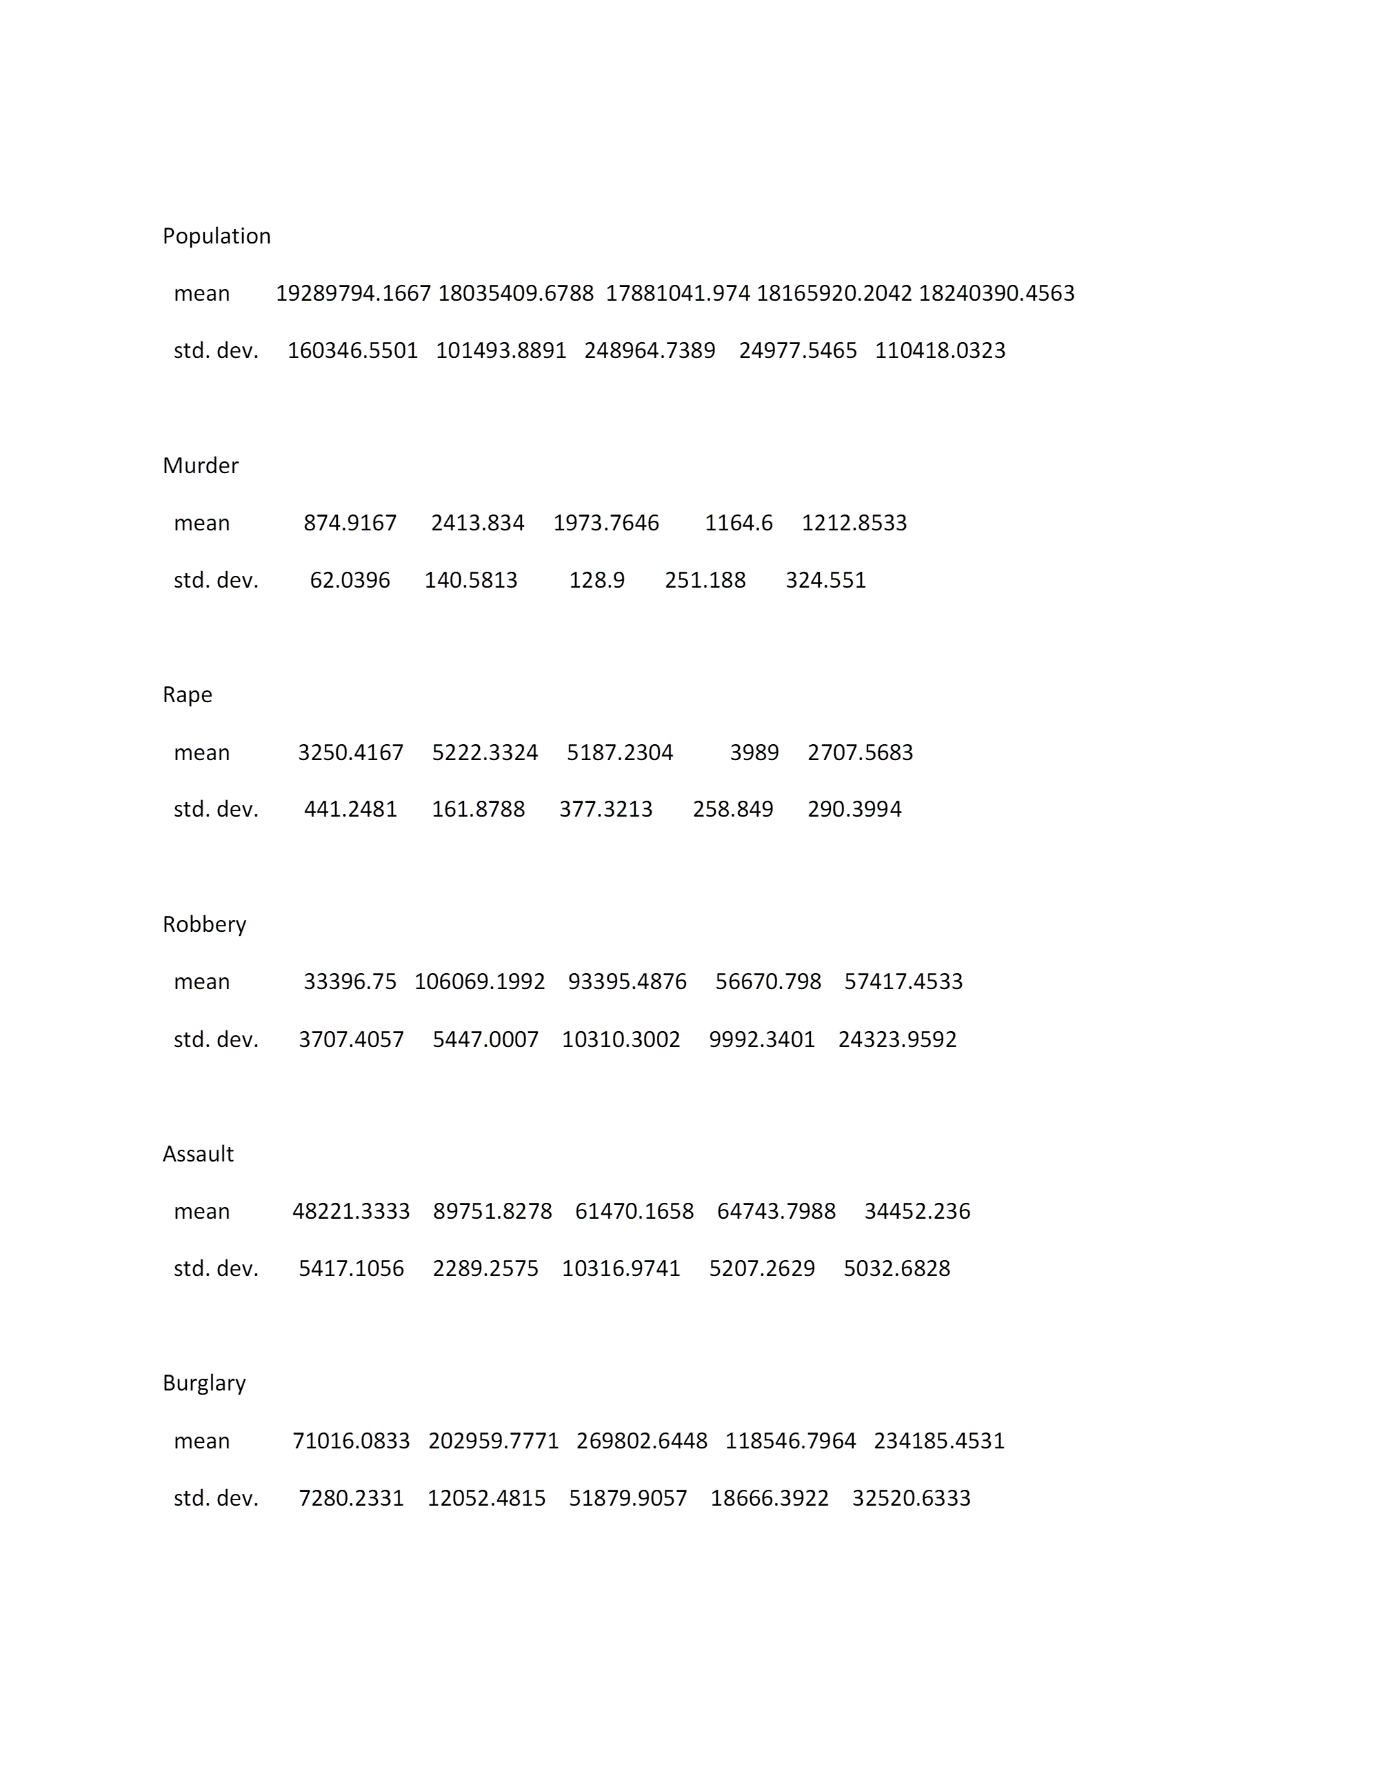 Population
mean 19289794.1667 18035409.6788 17881041.974 18165920.2042 18240390.4563
std. dev. 160346.5501 101493.8891 248964.7389 24977.5465 110418.0323
Murder
mean 874.9167 2413.834 1973.7646 1164.6 1212.8533
std. dev. 62.0396 140.5813 128.9 251.188 324.551
Rape
mean 3250.4167 5222.3324 5187.2304 3989 2707.5683
std. dev. 441.2481 161.8788 377.3213 258.849 290.3994
Robbery
mean 33396.75 106069.1992 93395.4876 56670.798 57417.4533
std. dev. 3707.4057 5447.0007 10310.3002 9992.3401 24323.9592
Assault
mean 48221.3333 89751.8278 61470.1658 64743.7988 34452.236
std. dev. 5417.1056 2289.2575 10316.9741 5207.2629 5032.6828
Burglary
mean 71016.0833 202959.7771 269802.6448 118546.7964 234185.4531
std. dev. 7280.2331 12052.4815 51879.9057 18666.3922 32520.6333